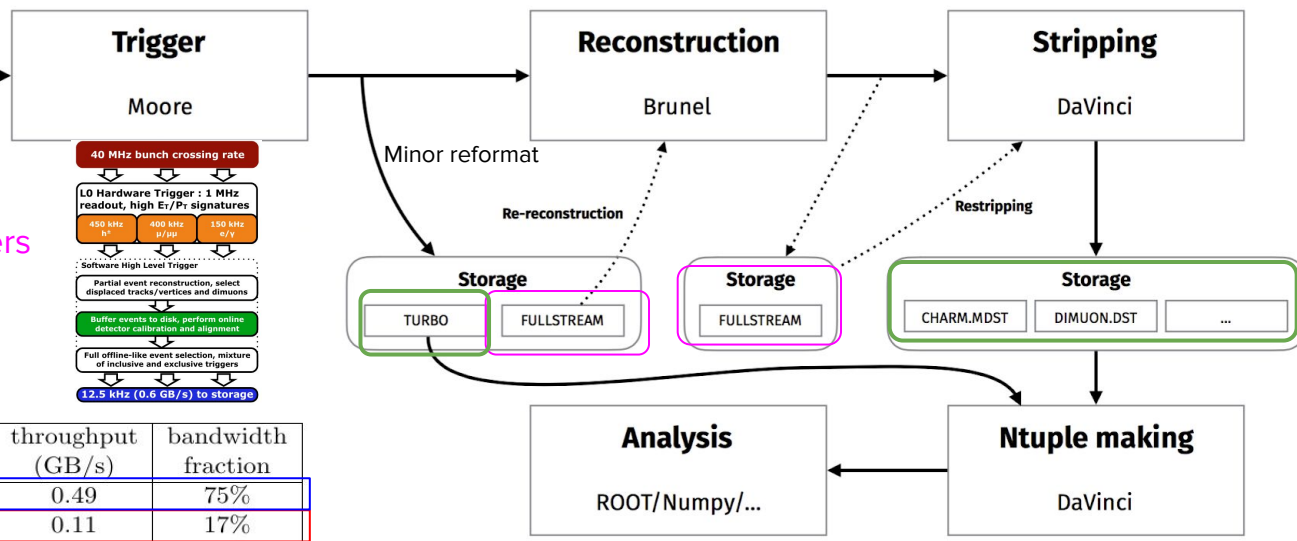 Trigger
Moore
Reconstruction
Brunel
Stripping
DaVinci
40 MHz bunch crossing rate
L0 Hardware Trigger : 1 MHz
readout, high ET/PT signatures
450 kHz
h±
400 kHz
μ/μμ
150 kHz
e/γ
Software High Level Trigger
Partial event reconstruction, select
displaced tracks/vertices and dimuons
Buffer events to disk, perform online
detector calibration and alignment
Full offline-like event selection, mixture
of inclusive and exclusive triggers
12.5 kHz (0.6 GB/s) to storage
ers
Minor reformat
Re-reconstruction
Restripping
Storage
TURBO
FULLSTREAM
Storage
FULLSTREAM
Storage
CHARM.MDST
DIMUON.DST
...
throughput
(GB/s)
bandwidth
fraction
0.49
75%
0.11
17%
Analysis
ROOT/Numpy/...
Ntuple making
DaVinci